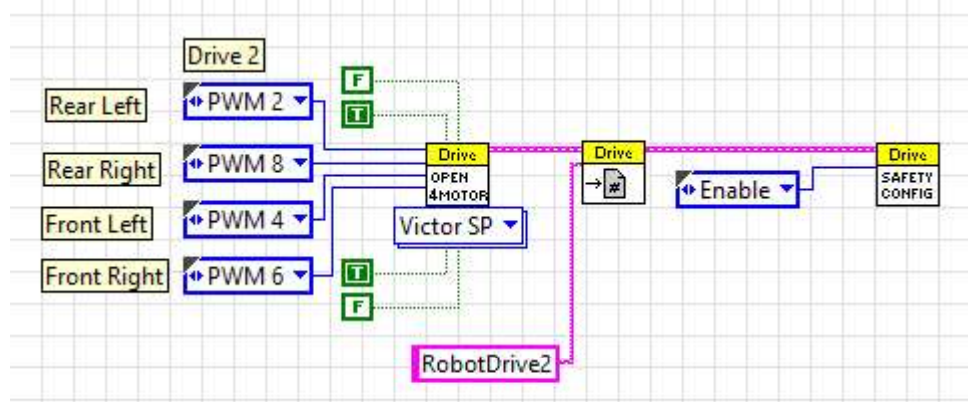 Drive 2
Rear Left
PWM 2
F
T
Rear Right
PWM 8
Drive
OPEN
4MOTOR
Drive
#
Drive
SAFETY
CONFIG
Enable
Front Left
PWM 4
Victor SP
Front Right
PWM 6
T
F
RobotDrive2